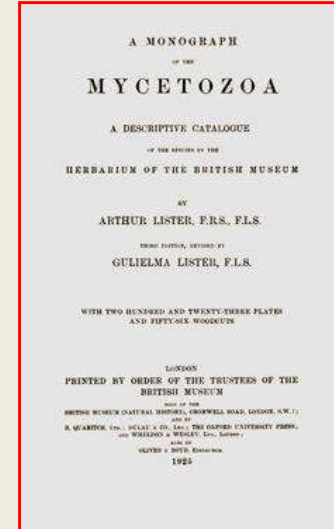 A MONOGRAPH
OF THE
MYCETOZOA
A DESCRIPTIVE CATALOGUE
OF THE SPECIES IN THE
HERBARIUM OF THE BRITISH MUSEUM
BY
ARTHUR LISTER, F.R.S., F.L.S.
THIRD EDITION, REVISED BY
GULIELMA LISTER, F.L.S.
WITH TWO HUNDRED AND TWENTY-THREE PLATES
AND FIFTY-SIX WOODCUTS
LONDON
PRINTED BY ORDER OF THE TRUSTEES OF THE
BRITISH MUSEUM
SOLD BY THE
BRITISH MUSEUM (NATURAL HISTORY), CROMWELL ROAD, LONDON, S.W.7;
AND BY
B. QUARITCH, LTD.; DULAU & CO., LTD.; THE OXFORD UNIVERSITY PRESS;
AND WHELDON & WESLEY, LTD., LONDON;
ALSO BY
OLIVER & BOYD, EDINBURGH
1925